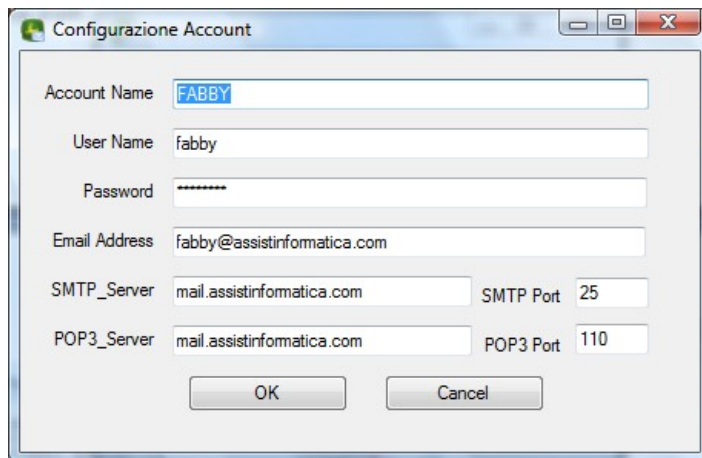 Configurazione Account
Account Name FABBY
User Name fabby
Password ********
Email Address fabby@assistinformatica.com
SMTP_Server mail.assistinformatica.com SMTP Port 25
POP3_Server mail.assistinformatica.com POP3 Port 110
OK Cancel